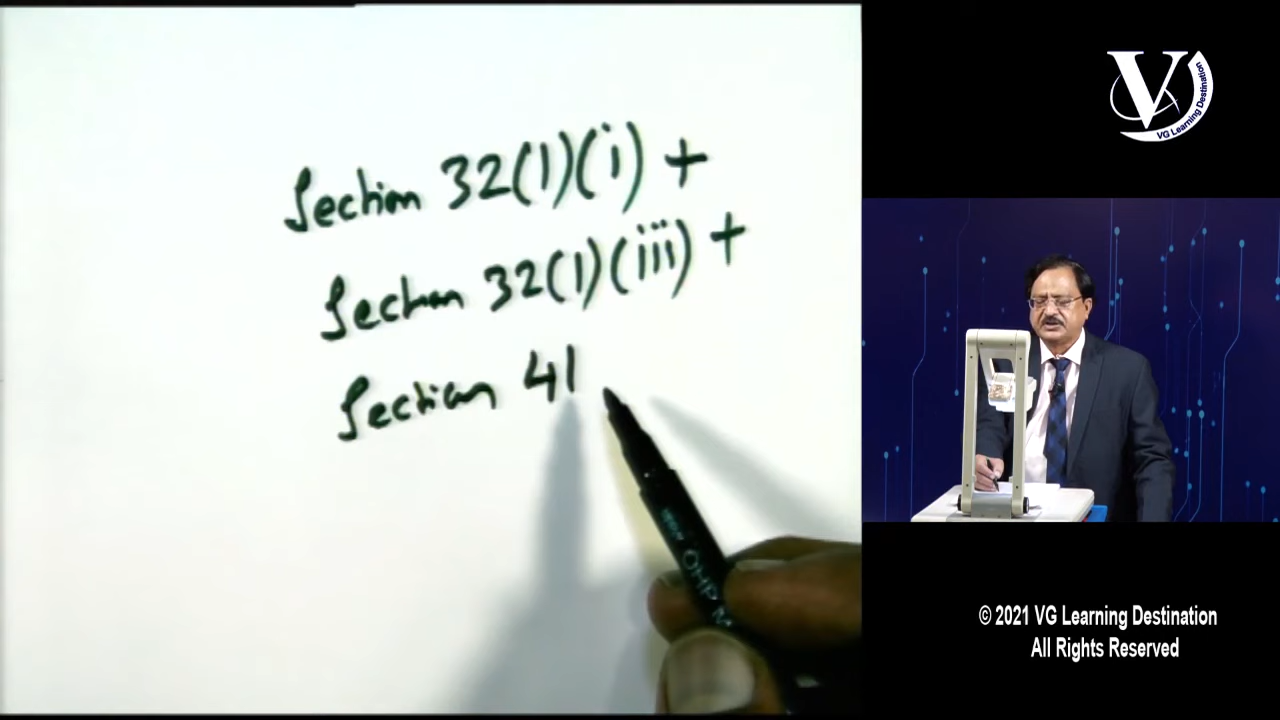 Section 32(1)(i) +
Section 32(1)(iii) +
Section 41
OHP
V
VG Learning Destination
© 2021 VG Learning Destination
All Rights Reserved